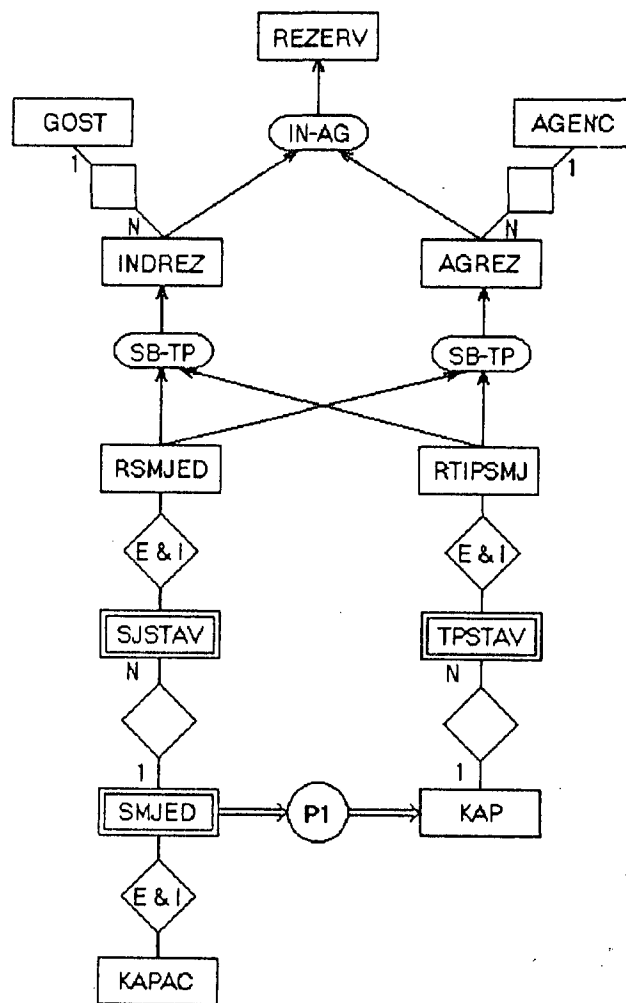 REZERV
GOST
IN-AG
AGENC
1
1
N
N
INDREZ
AGREZ
SB-TP
SB-TP
RSMJED
RTIPSMJ
E & I
E & I
SJSTAV
TPSTAV
N
N
1
1
SMJED
P1
KAP
E & I
KAPAC